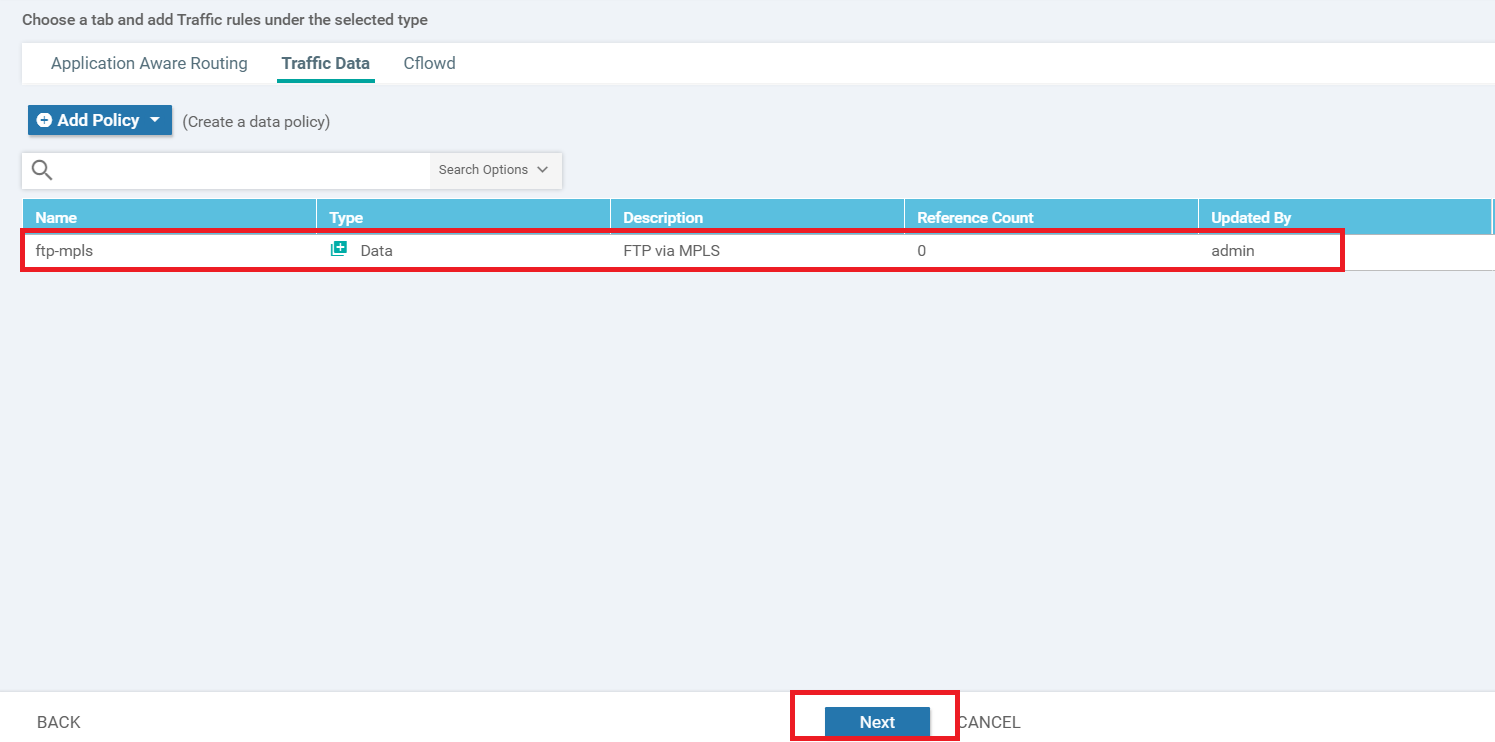 Choose a tab and add Traffic rules under the selected type
Application Aware Routing Traffic Data Cflowd
Add Policy (Create a data policy)
Search Options
Name Type Description Reference Count Updated By
ftp-mpls Data FTP via MPLS 0 admin
BACK Next CANCEL